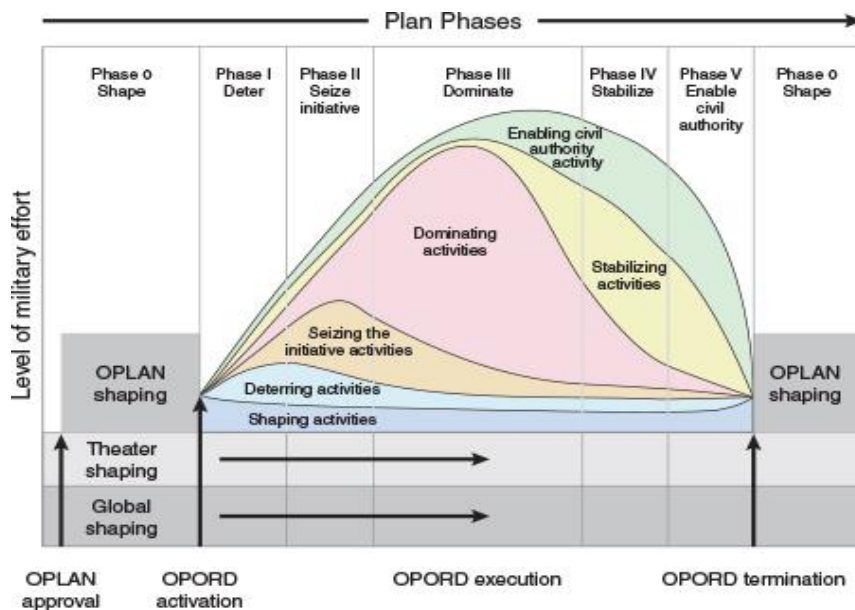 Plan Phases
Phase 0
Shape
Phase I
Deter
Phase II
Seize
initiative
Phase III
Dominate
Phase IV
Stabilize
Phase V
Enable
civil
authority
Phase 0
Shape
Level of military effort
Enabling civil
authority
activity
Dominating
activities
Stabilizing
activities
Seizing the
initiative activities
OPLAN
shaping
Deterring activities
OPLAN
shaping
Shaping activities
Theater
shaping
Global
shaping
OPLAN
approval
OPORD
activation
OPORD execution
OPORD termination